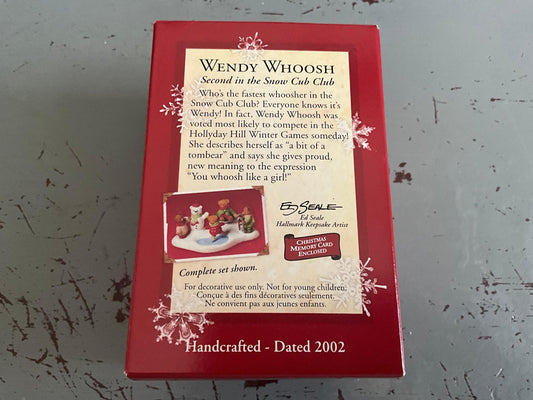 WENDY WHOOSH
Second in the Snow Cub Club
Who's the fastest whoosher in the
Snow Cub Club? Everyone knows it's
Wendy! In fact, Wendy Whoosh was
voted most likely to compete in the
Hollyday Hill Winter Games someday!
She describes herself as "a bit of a
tombear" and says she gives proud,
new meaning to the expression
"You whoosh like a girl!"
ED SEALE
Ed Seale
Hallmark Keepsake Artist
CHRISTMAS
MEMORY CARD
ENCLOSED
Complete set shown.
For decorative use only. Not for young children.
Conçue à des fins décoratives seulement.
Ne convient pas aux jeunes enfants.
Handcrafted - Dated 2002